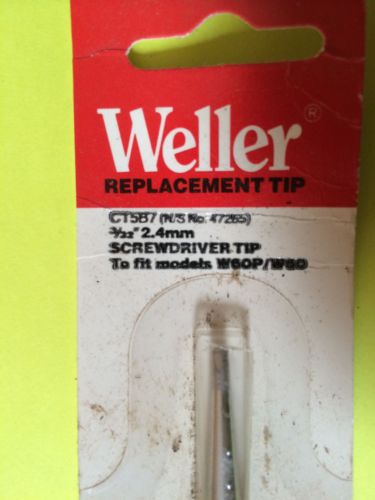 Weller®
REPLACEMENT TIP
CT5B7 (N/S No. 47265)
3/32" 2.4mm
SCREWDRIVER TIP
To fit models W60P/W60